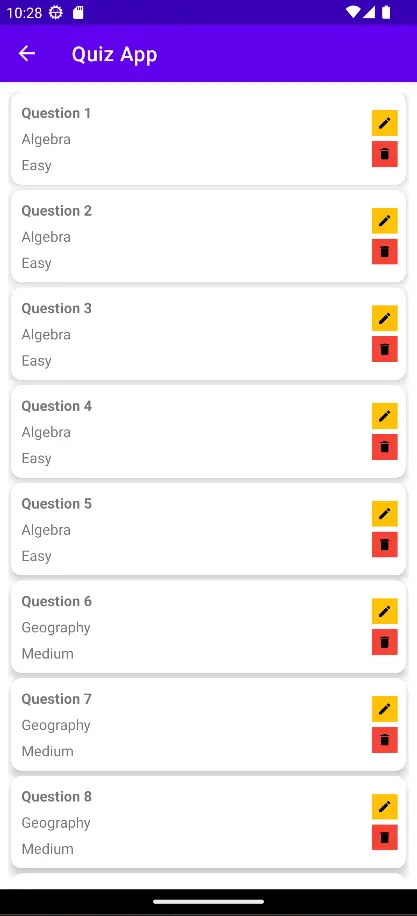 10:28
Quiz App
Question 1
Algebra
Easy
Question 2
Algebra
Easy
Question 3
Algebra
Easy
Question 4
Algebra
Easy
Question 5
Algebra
Easy
Question 6
Geography
Medium
Question 7
Geography
Medium
Question 8
Geography
Medium